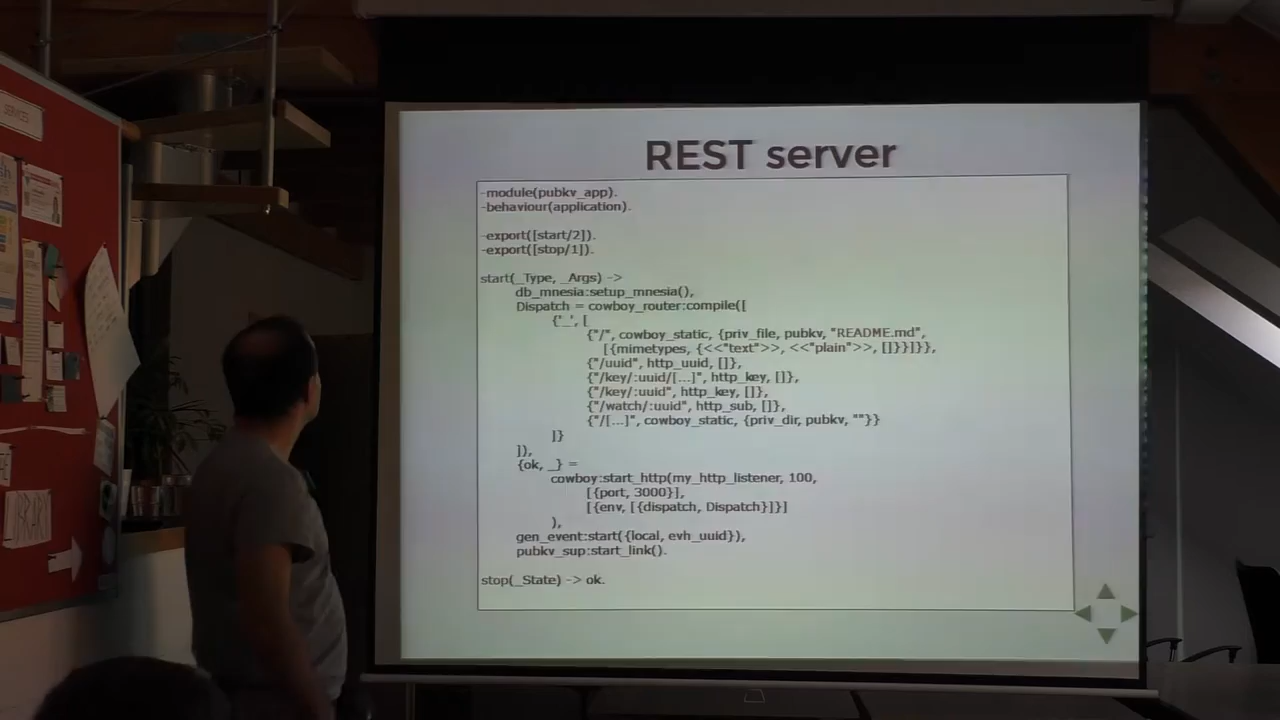 SERVICES
LIBRARY
REST server
-module(pubkv_app).
-behaviour(application).
-export([start/2]).
-export([stop/1]).
start(_Type, _Args) ->
db_mnesia:setup_mnesia(),
Dispatch = cowboy_router:compile([
{'_', [
{"/", cowboy_static, {priv_file, pubkv, "README.md",
[{mimetypes, {<<"text">>, <<"plain">>, []}}]}},
{"/uuid", http_uuid, []},
{"/key/:uuid/[...]", http_key, []},
{"/key/:uuid", http_key, []},
{"/watch/:uuid", http_sub, []},
{"/[...]", cowboy_static, {priv_dir, pubkv, ""}}
]}
]),
{ok, _} =
cowboy:start_http(my_http_listener, 100,
[{port, 3000}],
[{env, [{dispatch, Dispatch}]}]
),
gen_event:start({local, evh_uuid}),
pubkv_sup:start_link().
stop(_State) -> ok.